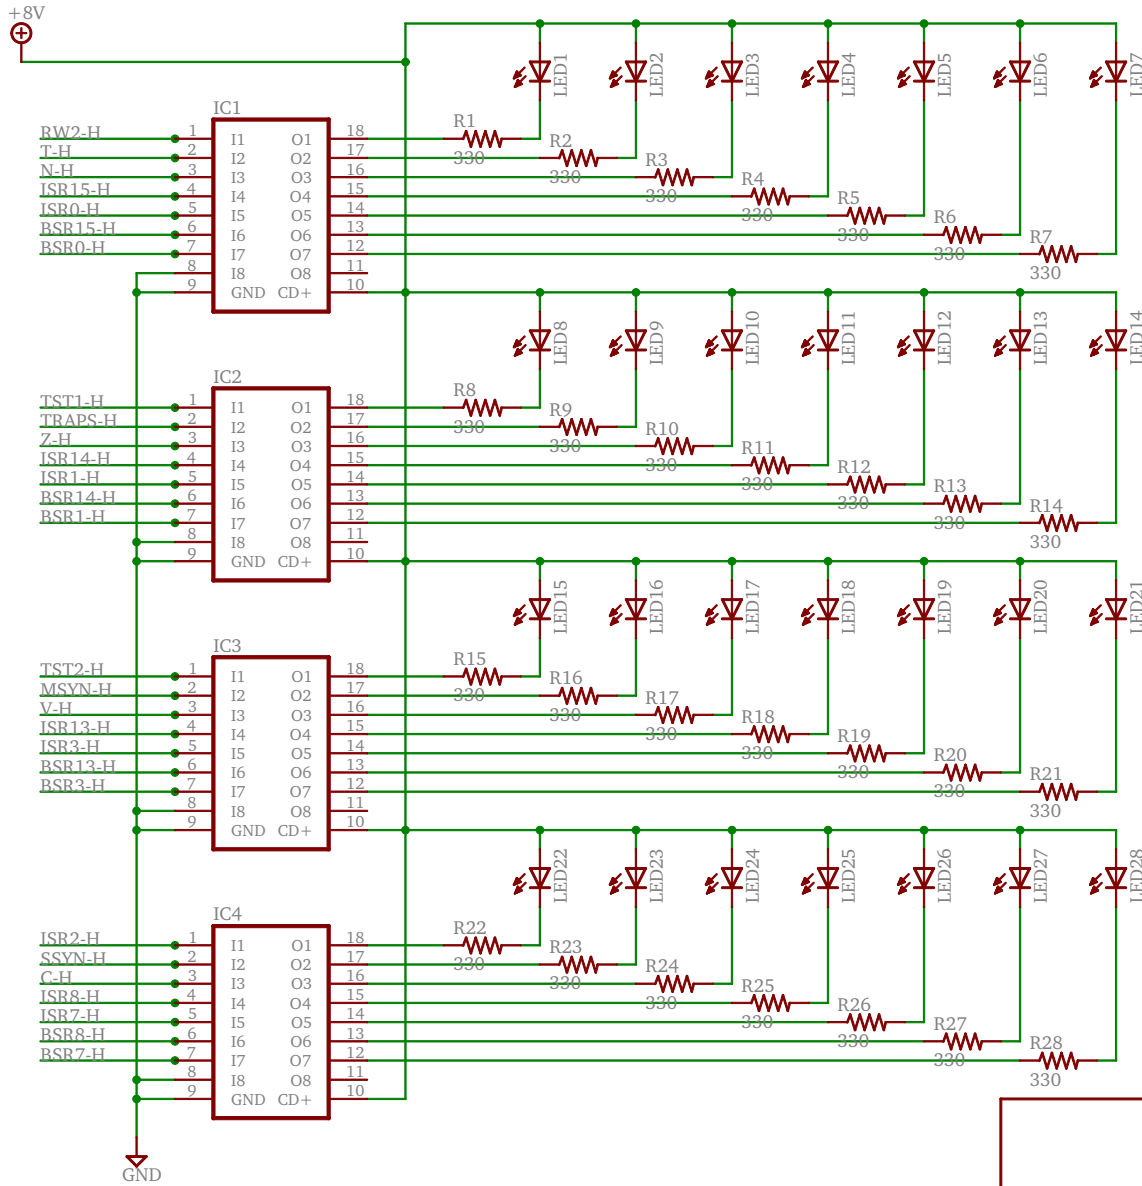 +8V
LED1
LED2
LED3
LED4
LED5
LED6
LED7
IC1
RW2-H 1 I1 O1 18 R1 330
T-H 2 I2 O2 17 R2 330
N-H 3 I3 O3 16 R3 330
ISR15-H 4 I4 O4 15 R4 330
ISR0-H 5 I5 O5 14 R5 330
BSR15-H 6 I6 O6 13 R6 330
BSR0-H 7 I7 O7 12 R7 330
8 I8 O8 11
9 GND CD+ 10
LED8
LED9
LED10
LED11
LED12
LED13
LED14
IC2
TST1-H 1 I1 O1 18 R8 330
TRAPS-H 2 I2 O2 17 R9 330
Z-H 3 I3 O3 16 R10 330
ISR14-H 4 I4 O4 15 R11 330
ISR1-H 5 I5 O5 14 R12 330
BSR14-H 6 I6 O6 13 R13 330
BSR1-H 7 I7 O7 12 R14 330
8 I8 O8 11
9 GND CD+ 10
LED15
LED16
LED17
LED18
LED19
LED20
LED21
IC3
TST2-H 1 I1 O1 18 R15 330
MSYN-H 2 I2 O2 17 R16 330
V-H 3 I3 O3 16 R17 330
ISR13-H 4 I4 O4 15 R18 330
ISR3-H 5 I5 O5 14 R19 330
BSR13-H 6 I6 O6 13 R20 330
BSR3-H 7 I7 O7 12 R21 330
8 I8 O8 11
9 GND CD+ 10
LED22
LED23
LED24
LED25
LED26
LED27
LED28
IC4
ISR2-H 1 I1 O1 18 R22 330
SSYN-H 2 I2 O2 17 R23 330
C-H 3 I3 O3 16 R24 330
ISR8-H 4 I4 O4 15 R25 330
ISR7-H 5 I5 O5 14 R26 330
BSR8-H 6 I6 O6 13 R27 330
BSR7-H 7 I7 O7 12 R28 330
8 I8 O8 11
9 GND CD+ 10
GND